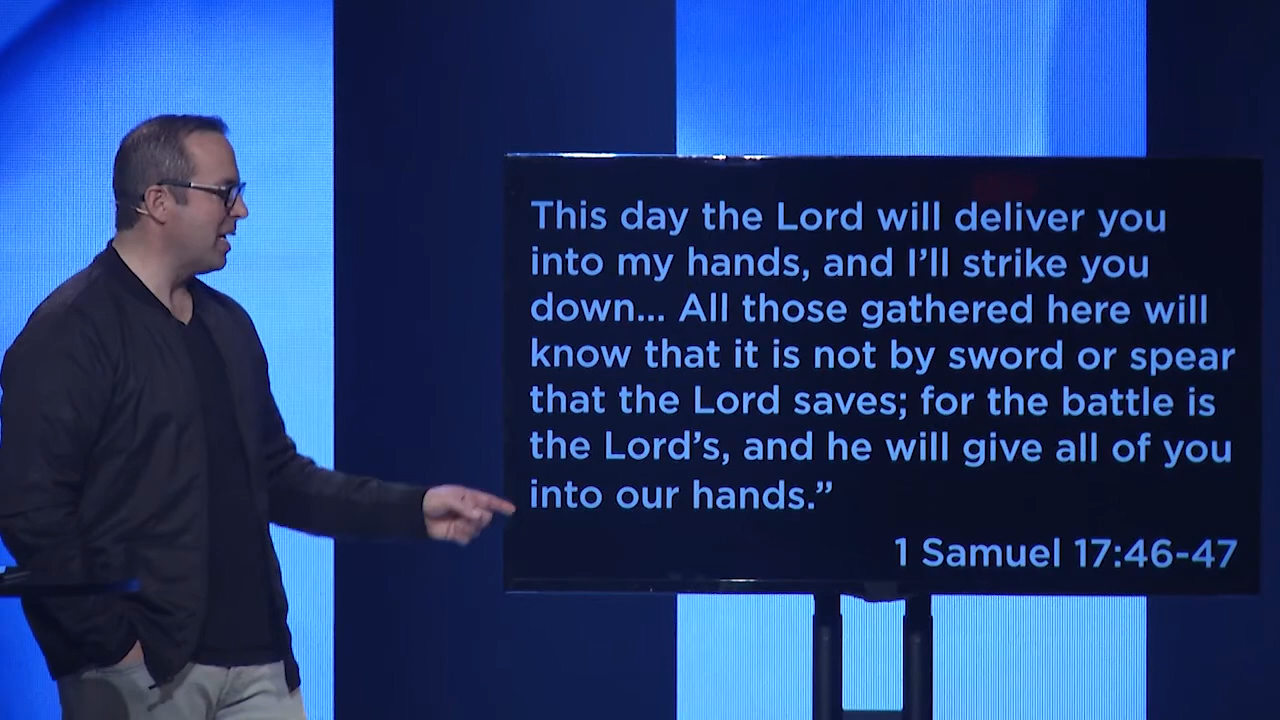 This day the Lord will deliver you
into my hands, and I’ll strike you
down... All those gathered here will
know that it is not by sword or spear
that the Lord saves; for the battle is
the Lord’s, and he will give all of you
into our hands.”
1 Samuel 17:46-47